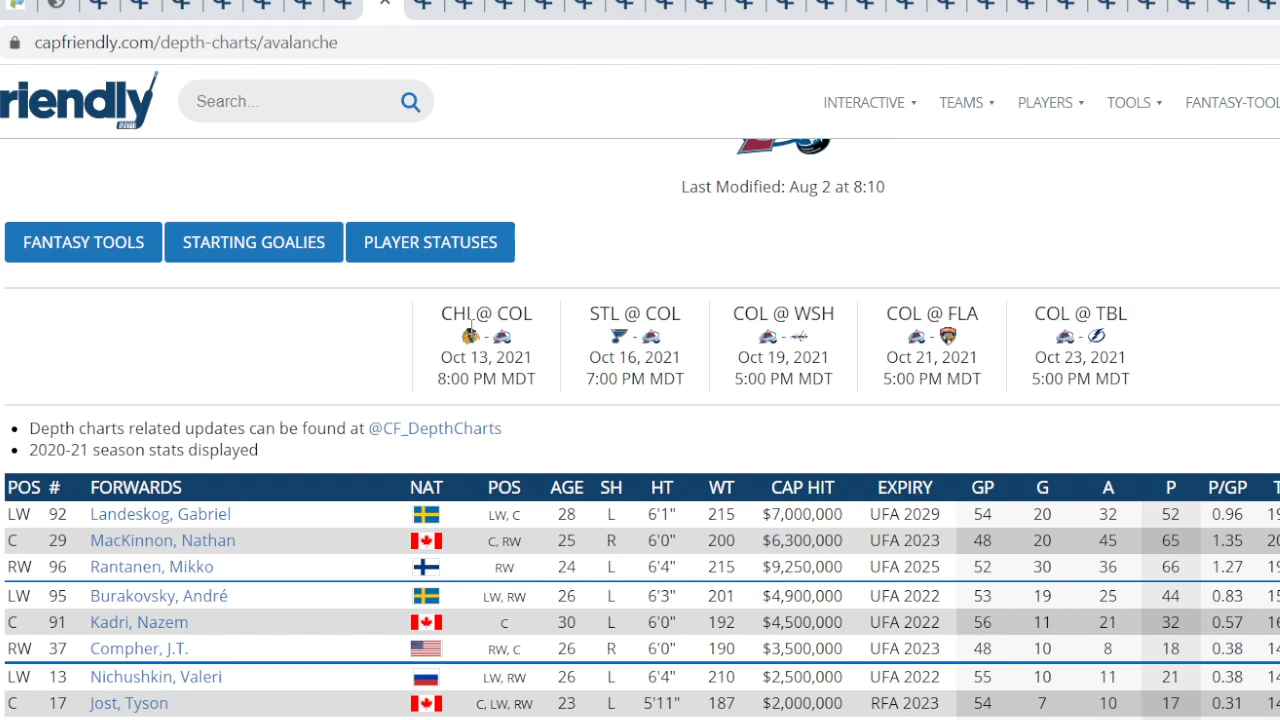 capfriendly.com/depth-charts/avalanche
riendly
Search...
INTERACTIVE TEAMS PLAYERS TOOLS FANTASY-TOOL
Last Modified: Aug 2 at 8:10
FANTASY TOOLS STARTING GOALIES PLAYER STATUSES
CHI @ COL STL @ COL COL @ WSH COL @ FLA COL @ TBL
Oct 13, 2021 Oct 16, 2021 Oct 19, 2021 Oct 21, 2021 Oct 23, 2021
8:00 PM MDT 7:00 PM MDT 5:00 PM MDT 5:00 PM MDT 5:00 PM MDT
Depth charts related updates can be found at @CF_DepthCharts
2020-21 season stats displayed
POS # FORWARDS NAT POS AGE SH HT WT CAP HIT EXPIRY GP G A P P/GP T
LW 92 Landeskog, Gabriel LW, C 28 L 6'1" 215 $7,000,000 UFA 2029 54 20 32 52 0.96 19
C 29 MacKinnon, Nathan C, RW 25 R 6'0" 200 $6,300,000 UFA 2023 48 20 45 65 1.35 20
RW 96 Rantanen, Mikko RW 24 L 6'4" 215 $9,250,000 UFA 2025 52 30 36 66 1.27 19
LW 95 Burakovsky, André LW, RW 26 L 6'3" 201 $4,900,000 UFA 2022 53 19 25 44 0.83 15
C 91 Kadri, Nazem C 30 L 6'0" 192 $4,500,000 UFA 2022 56 11 21 32 0.57 16
RW 37 Compher, J.T. RW, C 26 R 6'0" 190 $3,500,000 UFA 2023 48 10 8 18 0.38 14
LW 13 Nichushkin, Valeri LW, RW 26 L 6'4" 210 $2,500,000 UFA 2022 55 10 11 21 0.38 14
C 17 Jost, Tyson C, LW, RW 23 L 5'11" 187 $2,000,000 RFA 2023 54 7 10 17 0.31 14